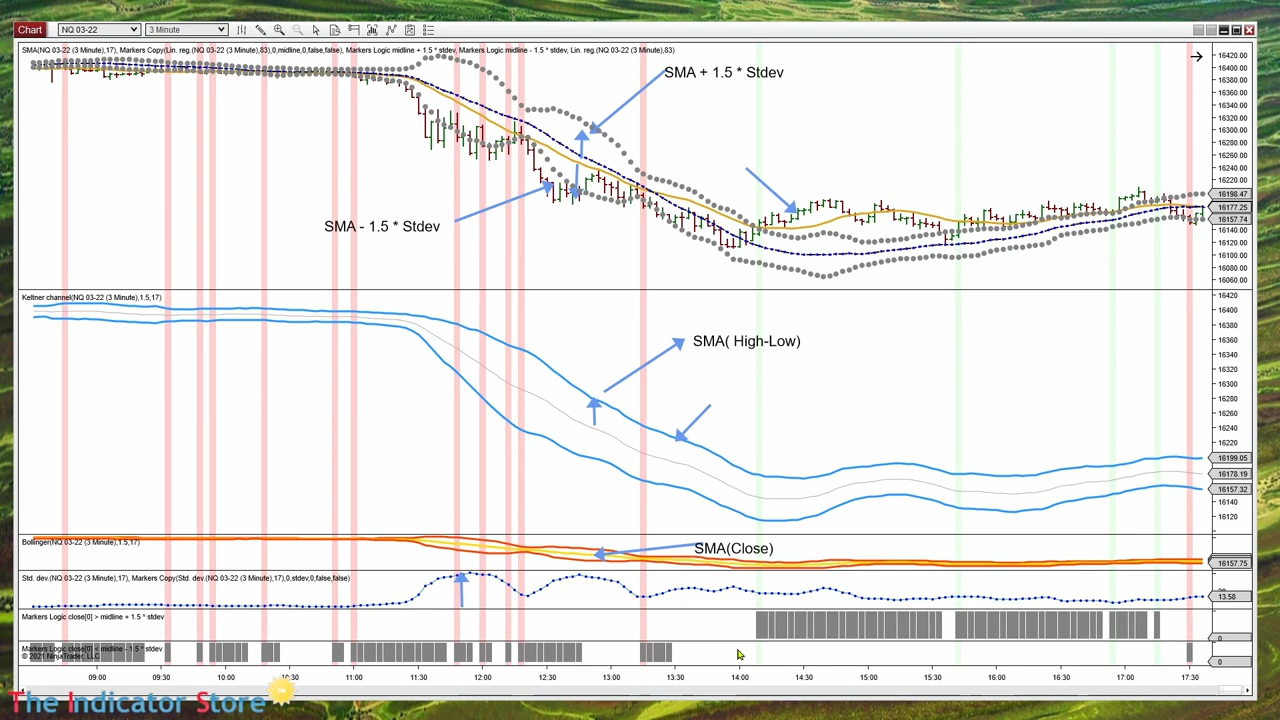 Chart NQ 03-22 3 Minute
SMA(NQ 03-22 (3 Minute),17), Markers Copy(Lin. reg.(NQ 03-22 (3 Minute),83),0,midline,0,false,false), Markers Logic midline + 1.5 * stdev, Markers Logic midline - 1.5 * stdev, Lin. reg.(NQ 03-22 (3 Minute),83)
SMA + 1.5 * Stdev
SMA - 1.5 * Stdev
16420.00
16400.00
16380.00
16360.00
16340.00
16320.00
16300.00
16280.00
16260.00
16240.00
16220.00
16198.47
16177.25
16157.74
16140.00
16120.00
16100.00
16080.00
16060.00
Keltner channel(NQ 03-22 (3 Minute),1.5,17)
SMA( High-Low)
16420
16400
16380
16360
16340
16320
16300
16280
16260
16240
16220
16199.05
16178.19
16157.32
16140
16120
Bollinger(NQ 03-22 (3 Minute),1.5,17)
SMA(Close)
16157.75
Std. dev.(NQ 03-22 (3 Minute),17), Markers Copy(Std. dev.(NQ 03-22 (3 Minute),17),0,stdev,0,false,false)
13.58
Markers Logic close[0] > midline + 1.5 * stdev
0
Markers Logic close[0] < midline - 1.5 * stdev
© 2021 NinjaTrader, LLC
0
09:00 09:30 10:00 10:30 11:00 11:30 12:00 12:30 13:00 13:30 14:00 14:30 15:00 15:30 16:00 16:30 17:00 17:30
The Indicator Store